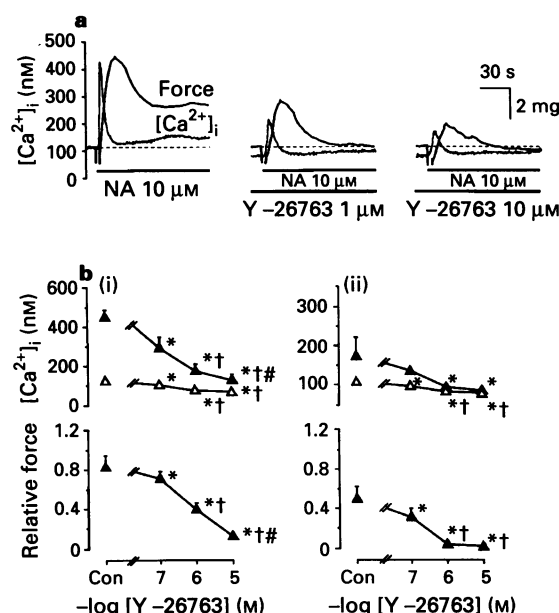 a
[Ca²⁺]ᵢ (nM)
500
400
300
200
100
0
Force
[Ca²⁺]ᵢ
30 s
2 mg
NA 10 μM
NA 10 μM
Y –26763 1 μM
NA 10 μM
Y –26763 10 μM
b
(i)
[Ca²⁺]ᵢ (nM)
600
400
200
0
*
*†
*†#
*
*†
*†
Relative force
1.2
0.8
0.4
0
*
*†
*†#
Con
7
6
5
–log [Y –26763] (M)
(ii)
300
200
100
*
*
*
*†
*†
1.2
0.8
0.4
0
*
*†
*†
Con
7
6
5
–log [Y –26763] (M)